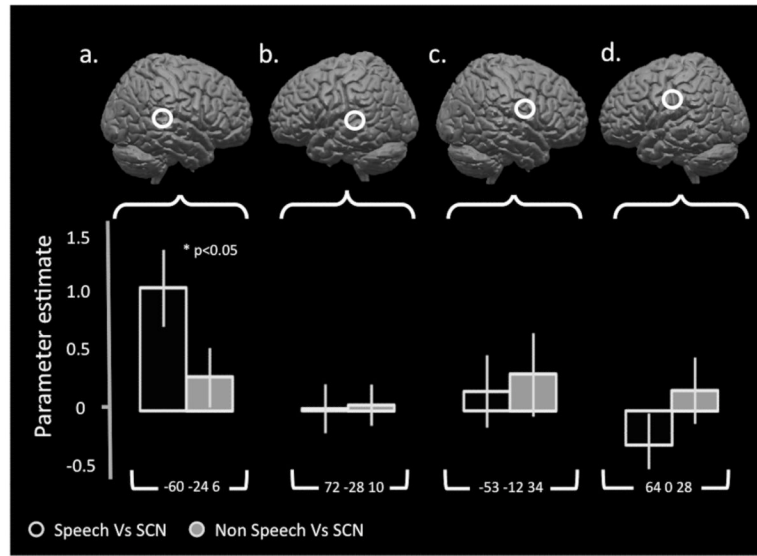 a. b. c. d.
1.5
* p<0.05
1.0
0.5
0
-0.5
Parameter estimate
-60 -24 6 72 -28 10 -53 -12 34 64 0 28
Speech Vs SCN Non Speech Vs SCN